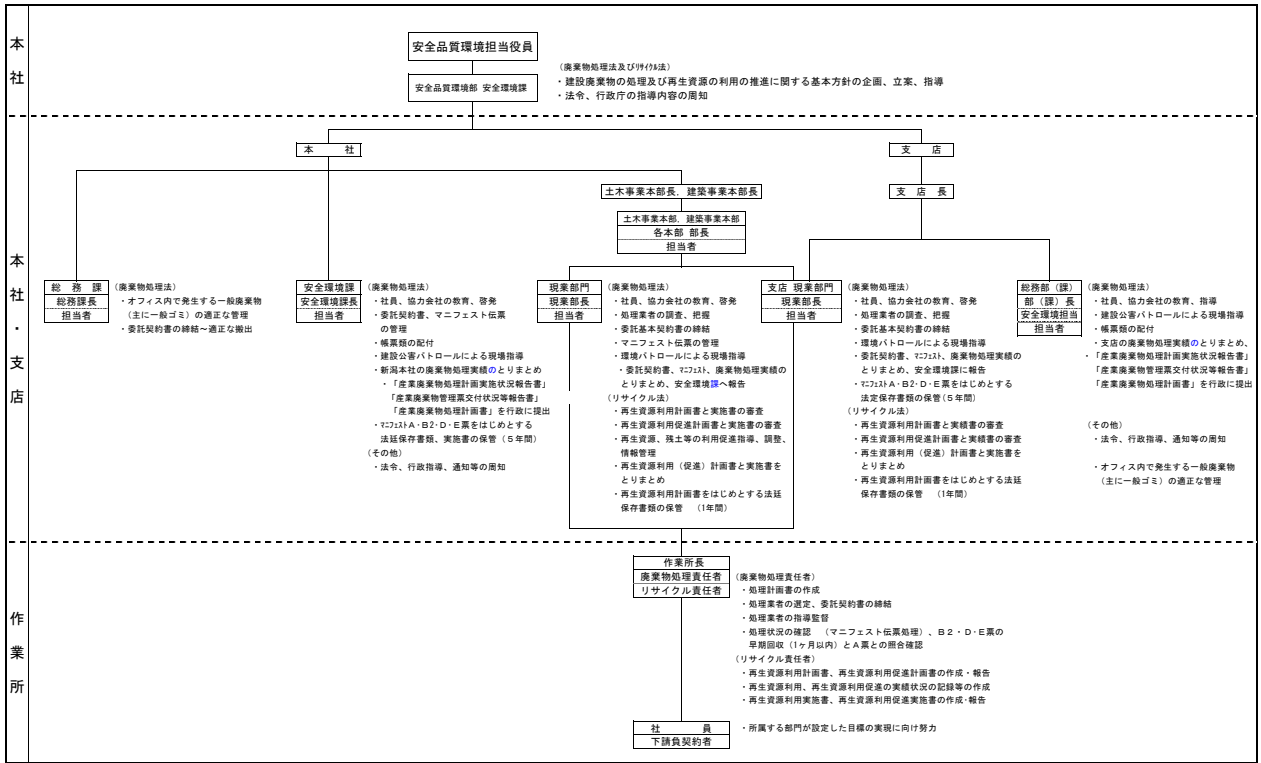 本社
安全品質環境担当役員
安全品質環境部 安全環境課
（廃棄物処理法及びﾘｻｲｸﾙ法）
・建設廃棄物の処理及び再生資源の利用の推進に関する基本方針の企画、立案、指導
・法令、行政庁の指導内容の周知
本社・支店
本　　社
支　店
土木事業本部長、建築事業本部長
支　店　長
土木事業本部、建築事業本部
各本部 部長
担当者
総　務　課
総務課長
担当者
（廃棄物処理法）
・オフィス内で発生する一般廃棄物
（主に一般ゴミ）の適正な管理
・委託契約書の締結～適正な搬出
安全環境課
安全環境課長
担当者
（廃棄物処理法）
・社員、協力会社の教育、啓発
・委託契約書、マニフェスト伝票
の管理
・帳票類の配付
・建設公害パトロールによる現場指導
・新潟本社の廃棄物処理実績のとりまとめ
・「産業廃棄物処理計画実施状況報告書」
「産業廃棄物管理票交付状況等報告書」
「産業廃棄物処理計画書」を行政に提出
・ﾏﾆﾌｪｽﾄA・B2・D・E票をはじめとする
法廷保存書類、実施書の保管（５年間）
（その他）
・法令、行政指導、通知等の周知
現業部門
現業部長
担当者
（廃棄物処理法）
・社員、協力会社の教育、啓発
・処理業者の調査、把握
・委託基本契約書の締結
・マニフェスト伝票の管理
・環境パトロールによる現場指導
・委託契約書、ﾏﾆﾌｪｽﾄ、廃棄物処理実績の
とりまとめ、安全環境課へ報告
（リサイクル法）
・再生資源利用計画書と実施書の審査
・再生資源利用促進計画書と実施書の審査
・再生資源、残土等の利用促進指導、調整、
情報管理
・再生資源利用（促進）計画書と実施書を
とりまとめ
・再生資源利用計画書をはじめとする法廷
保存書類の保管　（1年間）
支店 現業部門
現業部長
担当者
（廃棄物処理法）
・社員、協力会社の教育、啓発
・処理業者の調査、把握
・委託基本契約書の締結
・環境パトロールによる現場指導
・委託契約書、ﾏﾆﾌｪｽﾄ、廃棄物処理実績の
とりまとめ、安全環境課に報告
・ﾏﾆﾌｪｽﾄA・B2・D・E票をはじめとする
法定保存書類の保管(５年間)
（リサイクル法）
・再生資源利用計画書と実績書の審査
・再生資源利用促進計画書と実績書の審査
・再生資源利用（促進）計画書と実施書を
とりまとめ
・再生資源利用計画書をはじめとする法廷
保存書類の保管　（1年間）
総務部（課）
部（課）長
安全環境担当
担当者
（廃棄物処理法）
・社員、協力会社の教育、指導
・建設公害パトロールによる現場指導
・帳票類の配付
・支店の廃棄物処理実績のとりまとめ、
・「産業廃棄物処理計画実施状況報告書」
「産業廃棄物管理票交付状況等報告書」
「産業廃棄物処理計画書」を行政に提出
（その他）
・法令、行政指導、通知等の周知
・オフィス内で発生する一般廃棄物
（主に一般ゴミ）の適正な管理
作業所
作業所長
廃棄物処理責任者
リサイクル責任者
（廃棄物処理責任者）
・処理計画書の作成
・処理業者の選定、委託契約書の締結
・処理業者の指導監督
・処理状況の確認　（マニフェスト伝票処理）、Ｂ２・Ｄ・Ｅ票の
早期回収（1ヶ月以内）とＡ票との照合確認
（リサイクル責任者）
・再生資源利用計画書、再生資源利用促進計画書の作成・報告
・再生資源利用、再生資源利用促進の実績状況の記録等の作成
・再生資源利用実施書、再生資源利用促進実施書の作成・報告
社　　　員
下請負契約者
・所属する部門が設定した目標の実現に向け努力